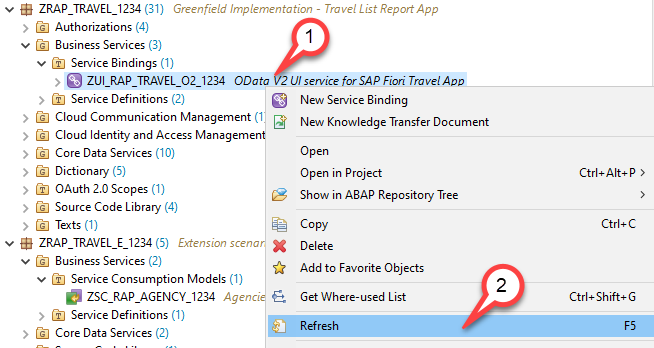 ZRAP_TRAVEL_1234 (31) Greenfield Implementation - Travel List Report App
Authorizations (4)
Business Services (3)
1
Service Bindings (1)
ZUI_RAP_TRAVEL_O2_1234 OData V2 UI service for SAP Fiori Travel App
Service Definitions (2)
Cloud Communication Management (1)
Cloud Identity and Access Management
Core Data Services (10)
Dictionary (5)
OAuth 2.0 Scopes (1)
Source Code Library (4)
Texts (1)
ZRAP_TRAVEL_E_1234 (5) Extension scenar
Business Services (2)
Service Consumption Models (1)
ZSC_RAP_AGENCY_1234 Agencie
Service Definitions (1)
Core Data Services (2)
New Service Binding
New Knowledge Transfer Document
Open
Open in Project Ctrl+Alt+P
Show in ABAP Repository Tree
Copy Ctrl+C
Delete
Add to Favorite Objects
2
Get Where-used List Ctrl+Shift+G
Refresh F5